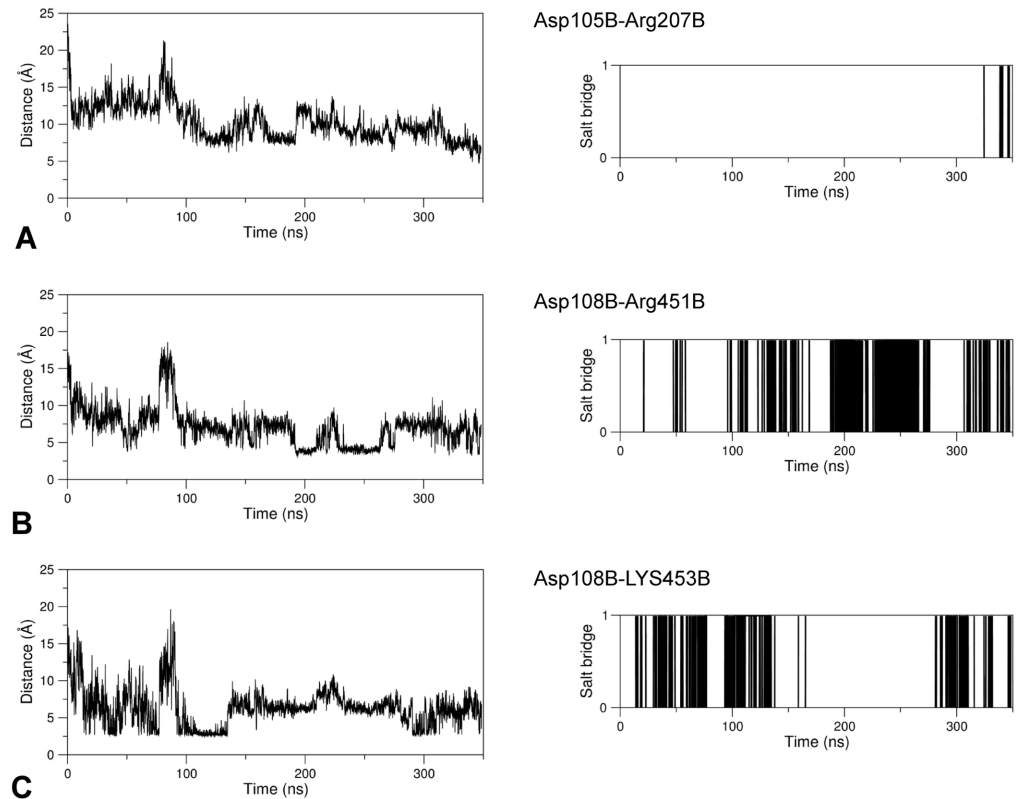 Asp105B-Arg207B
25
20
15
10
5
0
Distance (Å)
0 100 200 300
Time (ns)
1
0
Salt bridge
0 100 200 300
Time (ns)
A
Asp108B-Arg451B
25
20
15
10
5
0
Distance (Å)
0 100 200 300
Time (ns)
1
0
Salt bridge
0 100 200 300
Time (ns)
B
Asp108B-LYS453B
25
20
15
10
5
0
Distance (Å)
0 100 200 300
Time (ns)
1
0
Salt bridge
0 100 200 300
Time (ns)
C